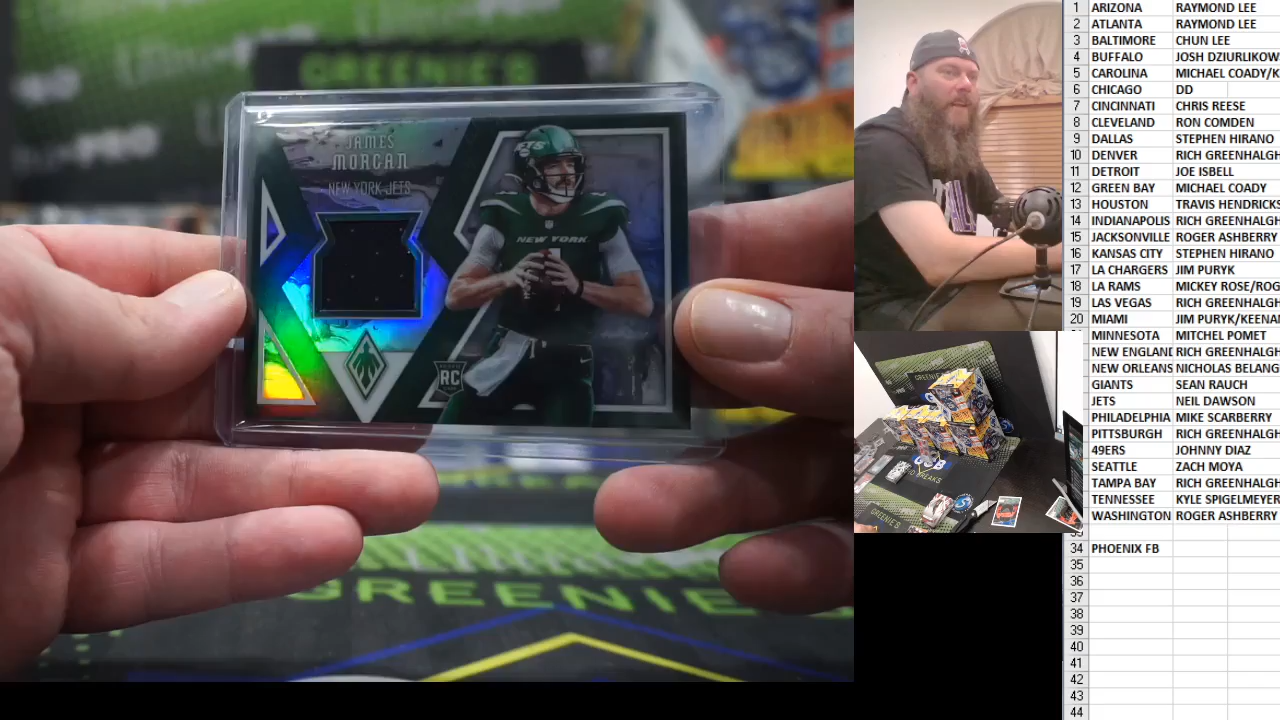 GREENIE'S
JAMES
MORGAN
NEW YORK JETS
JETS
NEW YORK
RC
GREENIE
1 ARIZONA RAYMOND LEE
2 ATLANTA RAYMOND LEE
3 BALTIMORE CHUN LEE
4 BUFFALO JOSH DZIURLIKOW
5 CAROLINA MICHAEL COADY/K
6 CHICAGO DD
7 CINCINNATI CHRIS REESE
8 CLEVELAND RON COMDEN
9 DALLAS STEPHEN HIRANO
10 DENVER RICH GREENHALGH
11 DETROIT JOE ISBELL
12 GREEN BAY MICHAEL COADY
13 HOUSTON TRAVIS HENDRICKS
14 INDIANAPOLIS RICH GREENHALGH
15 JACKSONVILLE ROGER ASHBERRY
16 KANSAS CITY STEPHEN HIRANO
17 LA CHARGERS JIM PURYK
18 LA RAMS MICKEY ROSE/ROG
19 LAS VEGAS RICH GREENHALGH
20 MIAMI JIM PURYK/KEENAN
MINNESOTA MITCHEL POMET
NEW ENGLAND RICH GREENHALGH
NEW ORLEANS NICHOLAS BELANG
GIANTS SEAN RAUCH
JETS NEIL DAWSON
PHILADELPHIA MIKE SCARBERRY
PITTSBURGH RICH GREENHALGH
49ERS JOHNNY DIAZ
SEATTLE ZACH MOYA
TAMPA BAY RICH GREENHALGH
TENNESSEE KYLE SPIGELMEYER
WASHINGTON ROGER ASHBERRY
34 PHOENIX FB
35
36
37
38
39
40
41
42
43
44
BREAKS
GREENIE'S